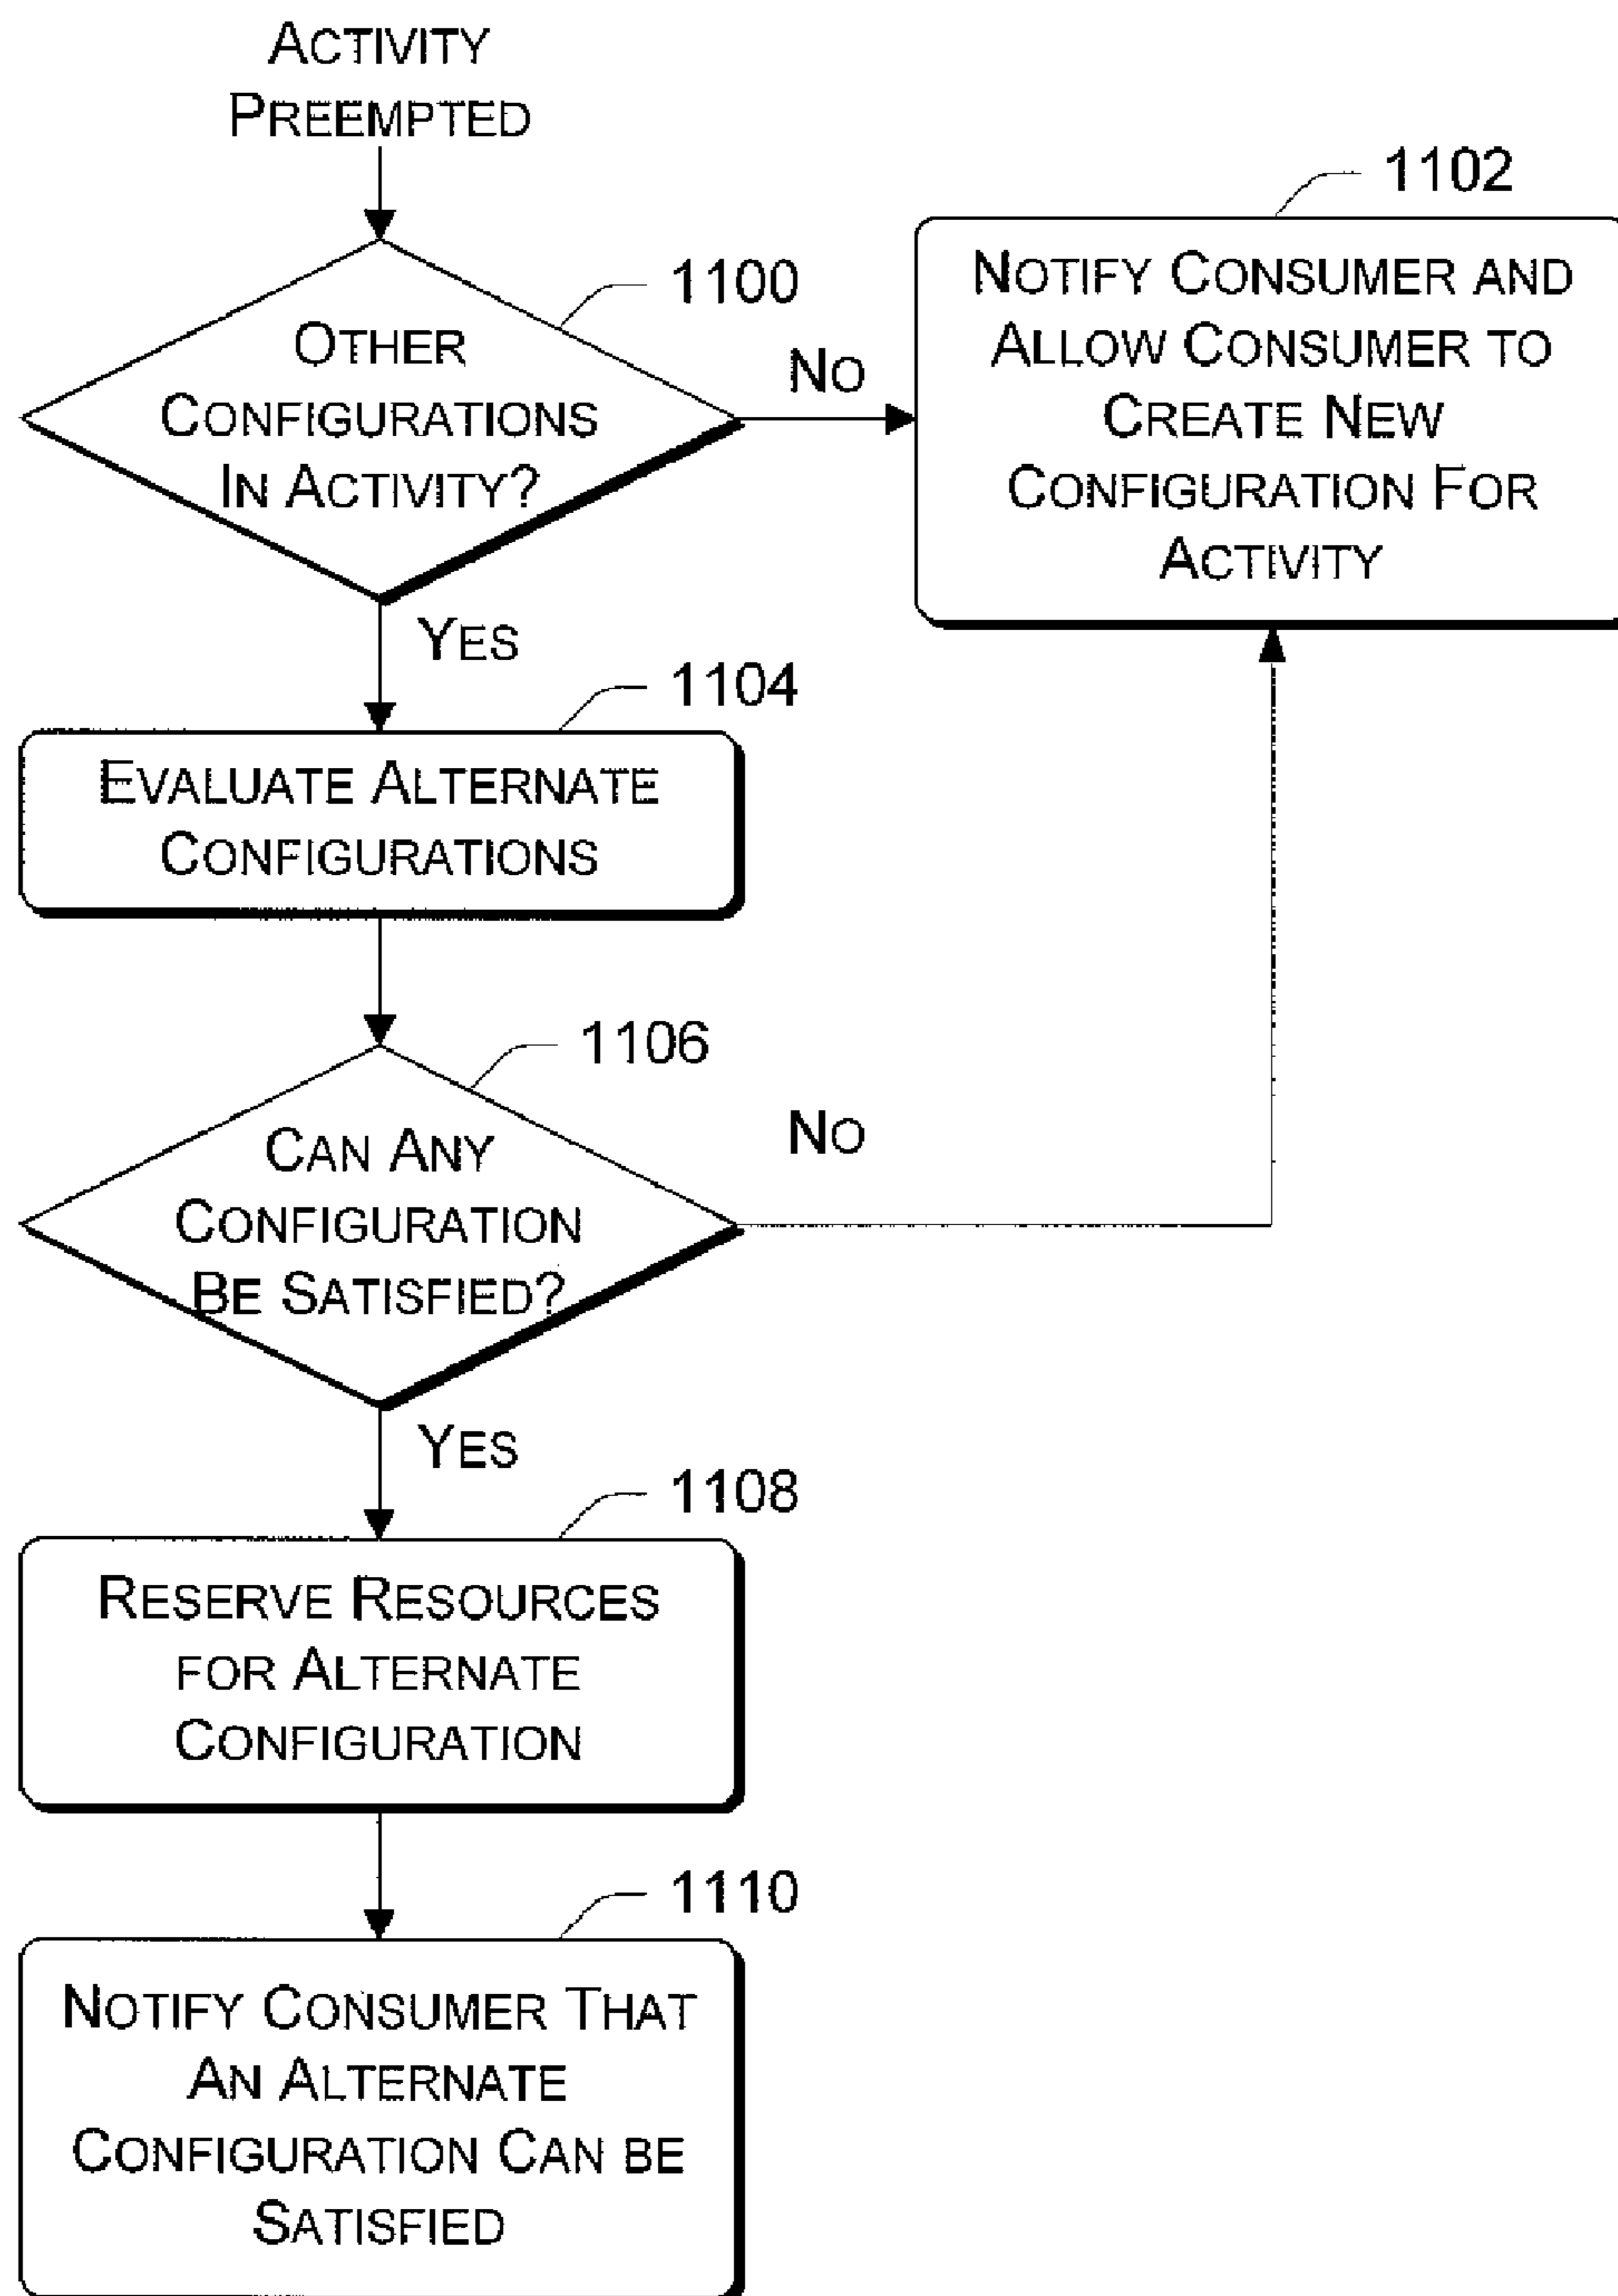 ACTIVITY
PREEMPTED
1100
OTHER
CONFIGURATIONS
IN ACTIVITY?
NO
1102
NOTIFY CONSUMER AND
ALLOW CONSUMER TO
CREATE NEW
CONFIGURATION FOR
ACTIVITY
YES
1104
EVALUATE ALTERNATE
CONFIGURATIONS
1106
CAN ANY
CONFIGURATION
BE SATISFIED?
NO
YES
1108
RESERVE RESOURCES
FOR ALTERNATE
CONFIGURATION
1110
NOTIFY CONSUMER THAT
AN ALTERNATE
CONFIGURATION CAN BE
SATISFIED